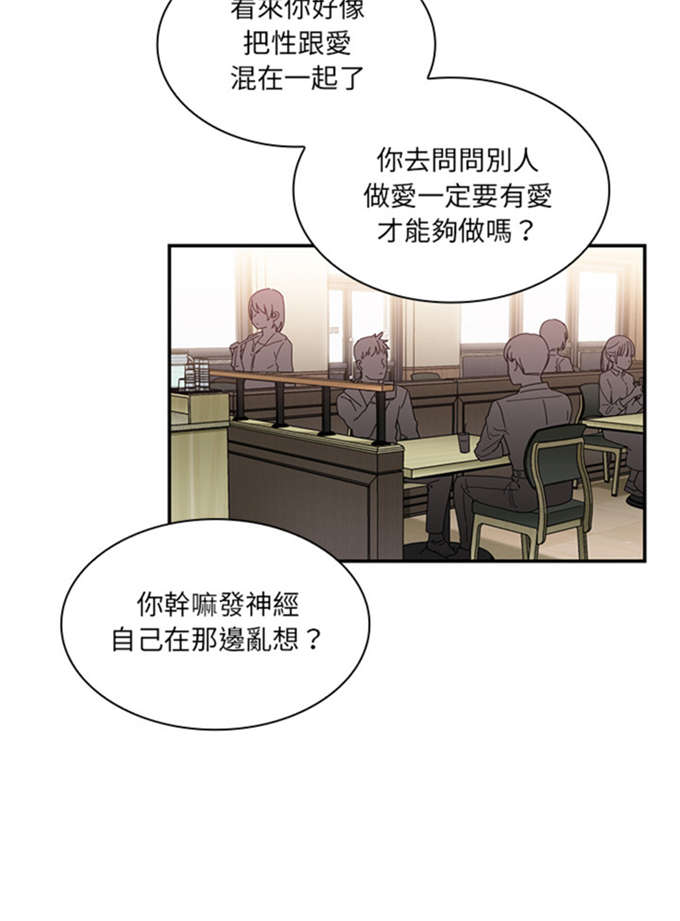 看來你好像
把性跟愛
混在一起了
你去問問別人
做愛一定要有愛
才能夠做嗎？
你幹嘛發神經
自己在那邊亂想？